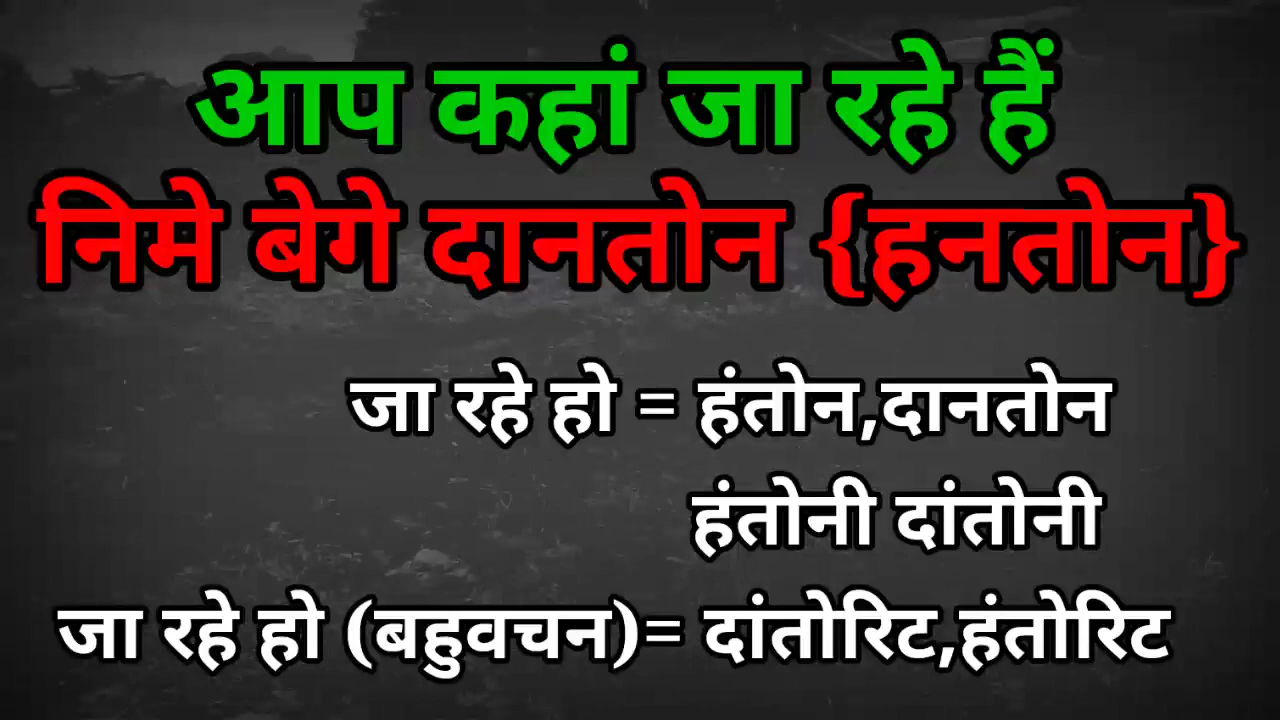 आप कहां जा रहे हैं
निमे बेगे दानतोन {हनतोन}
जा रहे हो = हंतोन,दानतोन
हंतोनी दांतोनी
जा रहे हो (बहुवचन)= दांतोरिट,हंतोरिट